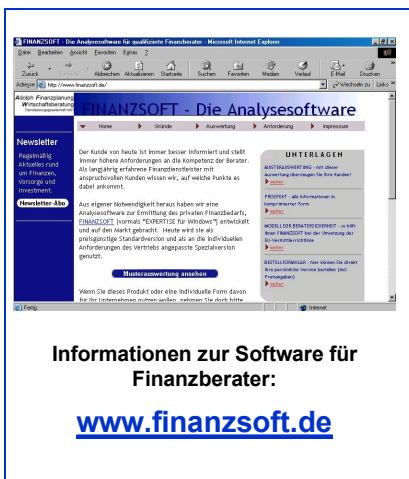 FINANZSOFT - Die Analysesoftware für qualifizierte Finanzberater - Microsoft Internet Explorer
Datei Bearbeiten Ansicht Favoriten Extras ?
Zurück Vorwärts Abbrechen Aktualisieren Startseite Suchen Favoriten Medien Verlauf E-Mail Drucken
Adresse http://www.finanzsoft.de/ Wechseln zu Links
Adolph Finanzplanung
Wirtschaftsberatung
FINANZSOFT - Die Analysesoftware
Home Gründe Auswertung Anforderung Impressum
Newsletter
Regelmäßig
Aktuelles rund
um Finanzen,
Vorsorge und
Investment.
Newsletter-Abo
Der Kunde von heute ist immer besser informiert und stellt
immer höhere Anforderungen an die Kompetenz der Berater.
Als langjährig erfahrene Finanzdienstleister mit
anspruchsvollen Kunden wissen wir, auf welche Punkte es
dabei ankommt.
Aus eigener Notwendigkeit heraus haben wir eine
Analysesoftware zur Ermittlung des privaten Finanzbedarfs,
FINANZSOFT (vormals "EXPERTISE für Windows") entwickelt
und auf den Markt gebracht. Heute wird sie als
preisgünstige Standardversion und als an die individuellen
Anforderungen des Vertriebs angepasste Spezialversion
genutzt.
Musterauswertung ansehen
Wenn Sie dieses Produkt oder eine individuelle Form davon
für Ihr Unternehmen nutzen wollen, nehmen Sie doch bitte
UNTERLAGEN
MUSTERAUSWERTUNG - mit dieser
Auswertung überzeugen Sie Ihre Kunden!
weiter
PROSPEKT - alle Informationen in
komprimierter Form
weiter
MODELL DER BERATERSICHERHEIT - so hilft
Ihnen FINANZSOFT bei der Umsetzung der
EU-Vermittlerrichtlinie
weiter
BESTELLFORMULAR - hier können Sie direkt
Ihre persönliche Version bestellen (incl.
Preisangaben)
weiter
Fertig Internet
Informationen zur Software für
Finanzberater:
www.finanzsoft.de